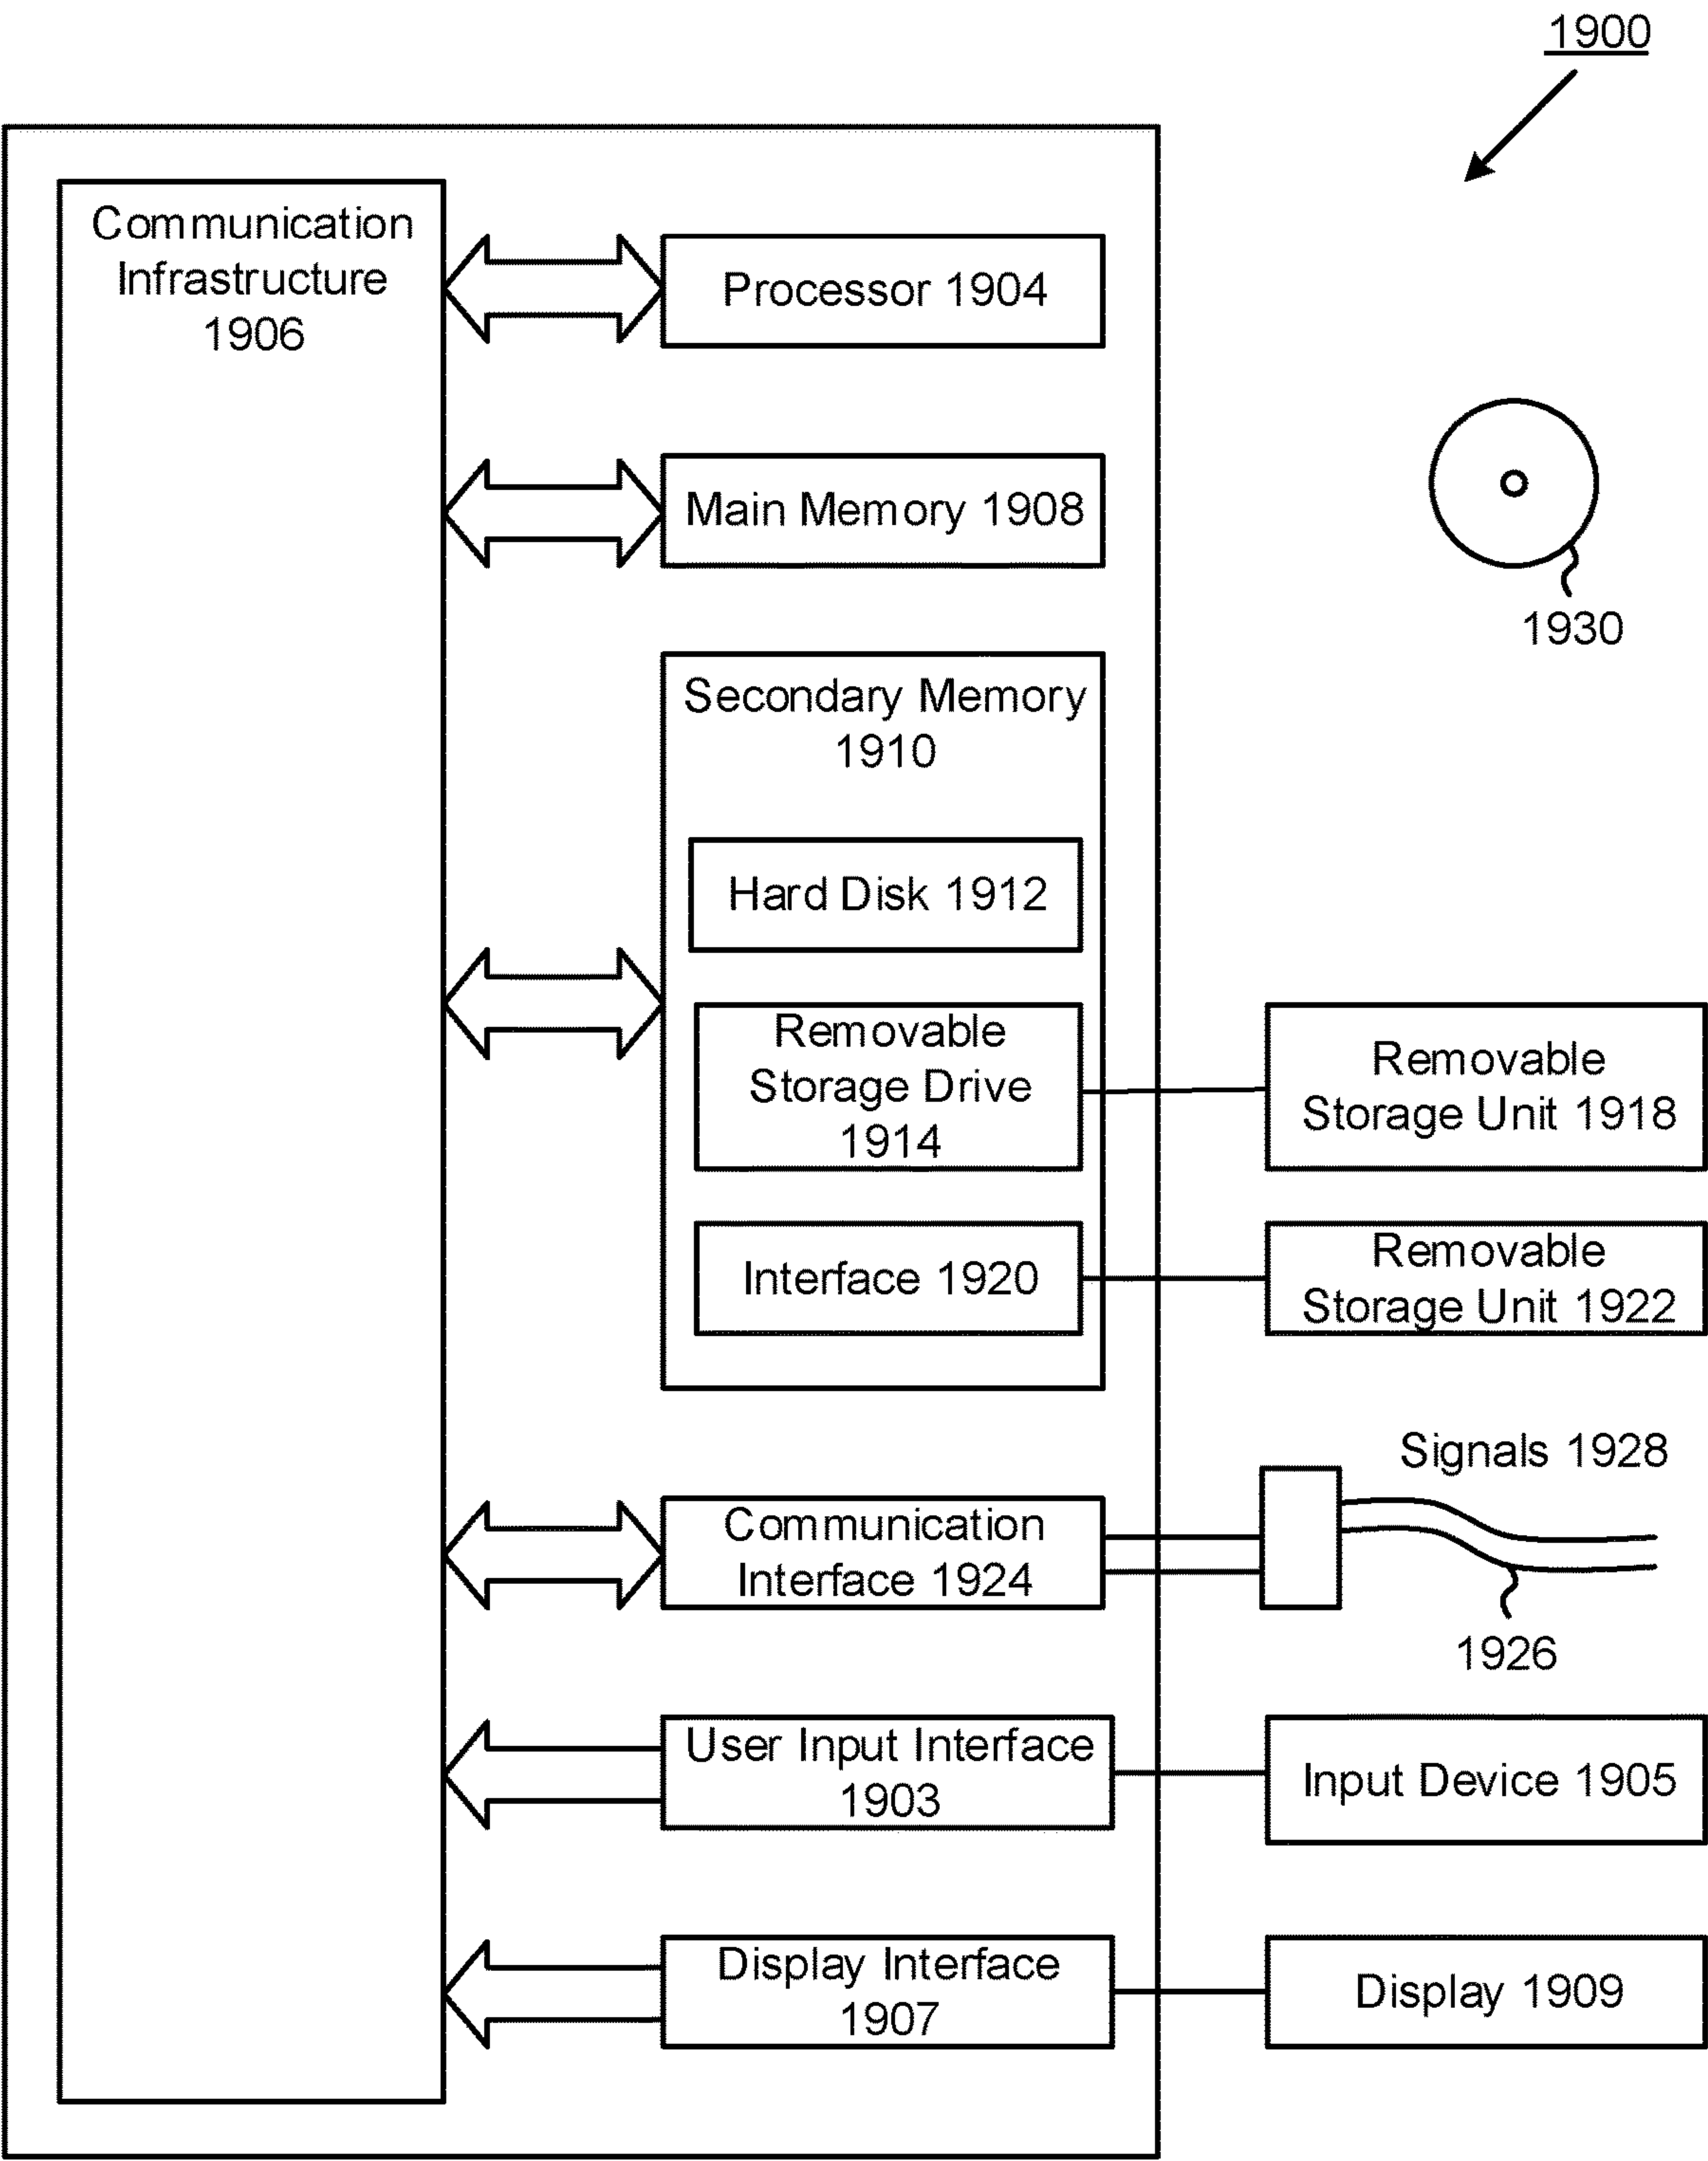 1900
Communication
Infrastructure
1906
Processor 1904
Main Memory 1908
1930
Secondary Memory
1910
Hard Disk 1912
Removable
Storage Drive
1914
Removable
Storage Unit 1918
Interface 1920
Removable
Storage Unit 1922
Signals 1928
Communication
Interface 1924
1926
User Input Interface
1903
Input Device 1905
Display Interface
1907
Display 1909